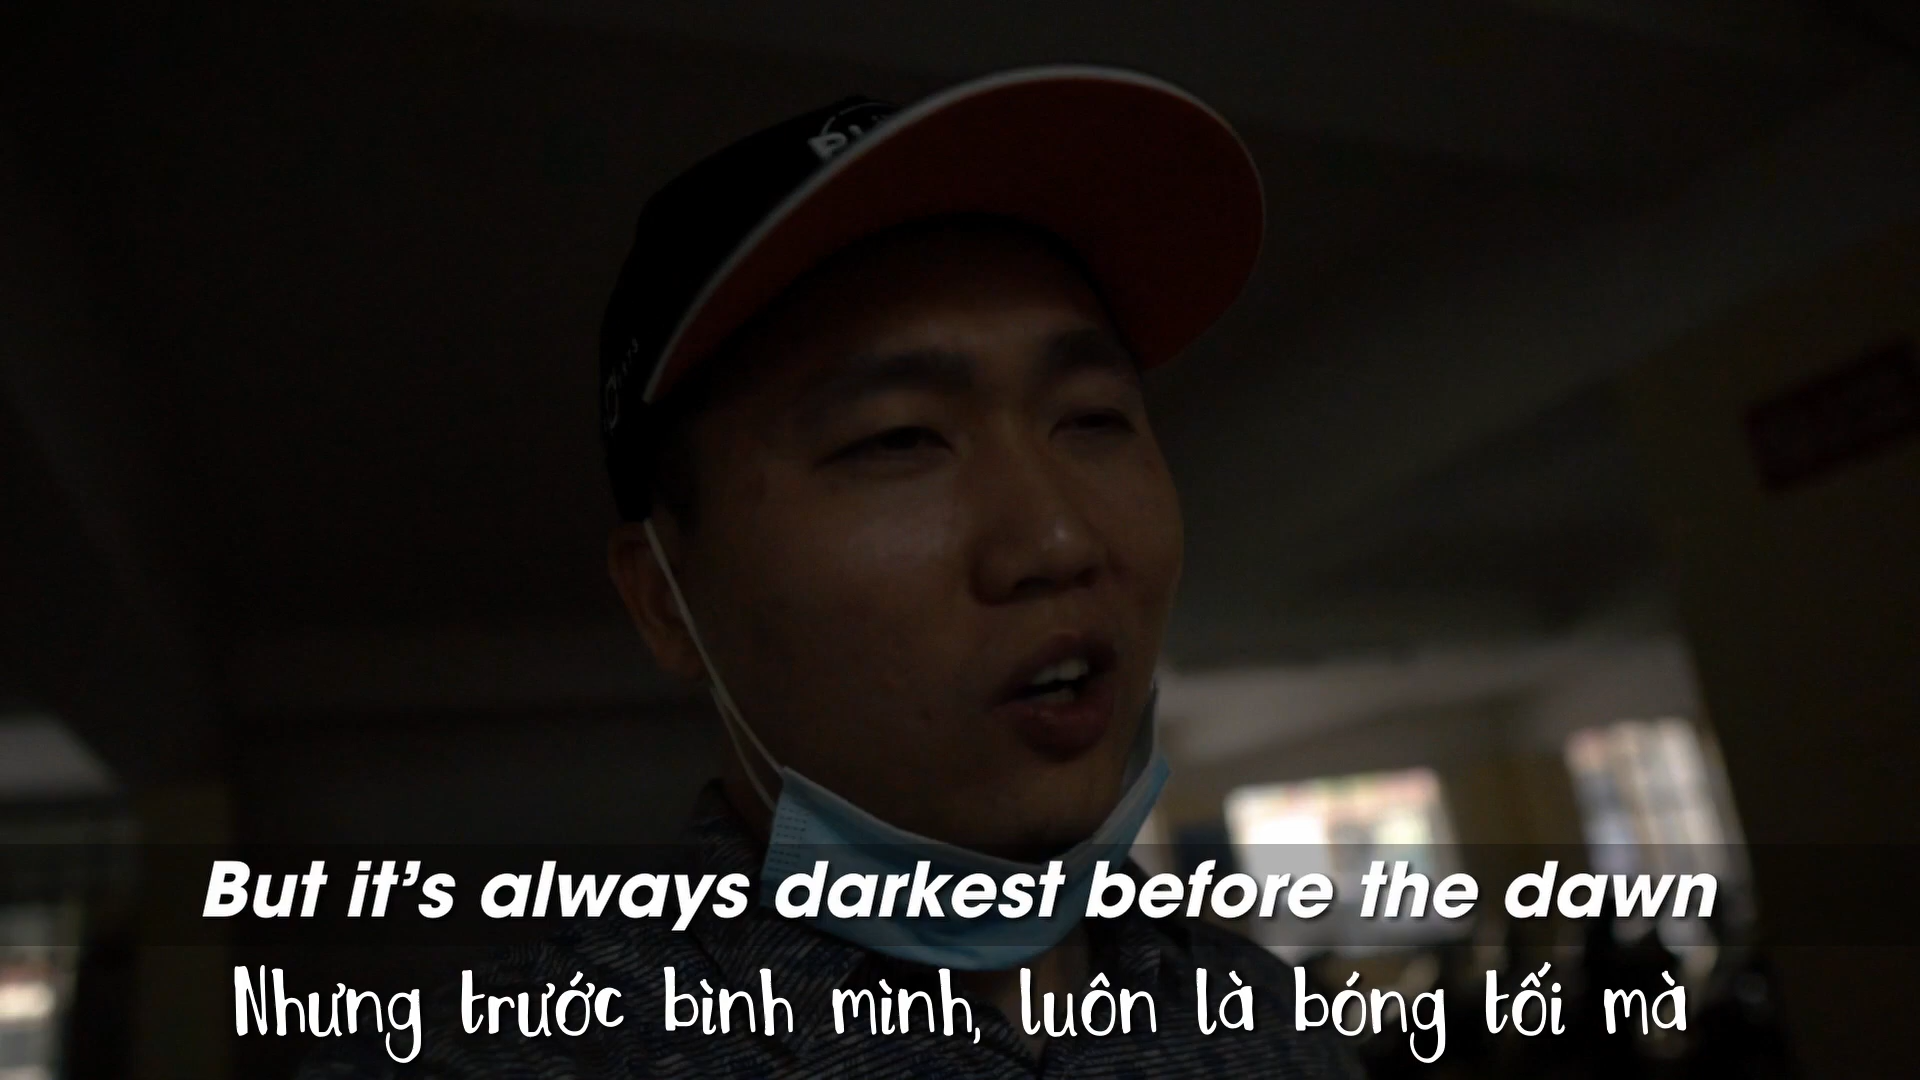 But it's always darkest before the dawn
Nhưng trước bình minh, luôn là bóng tối mà